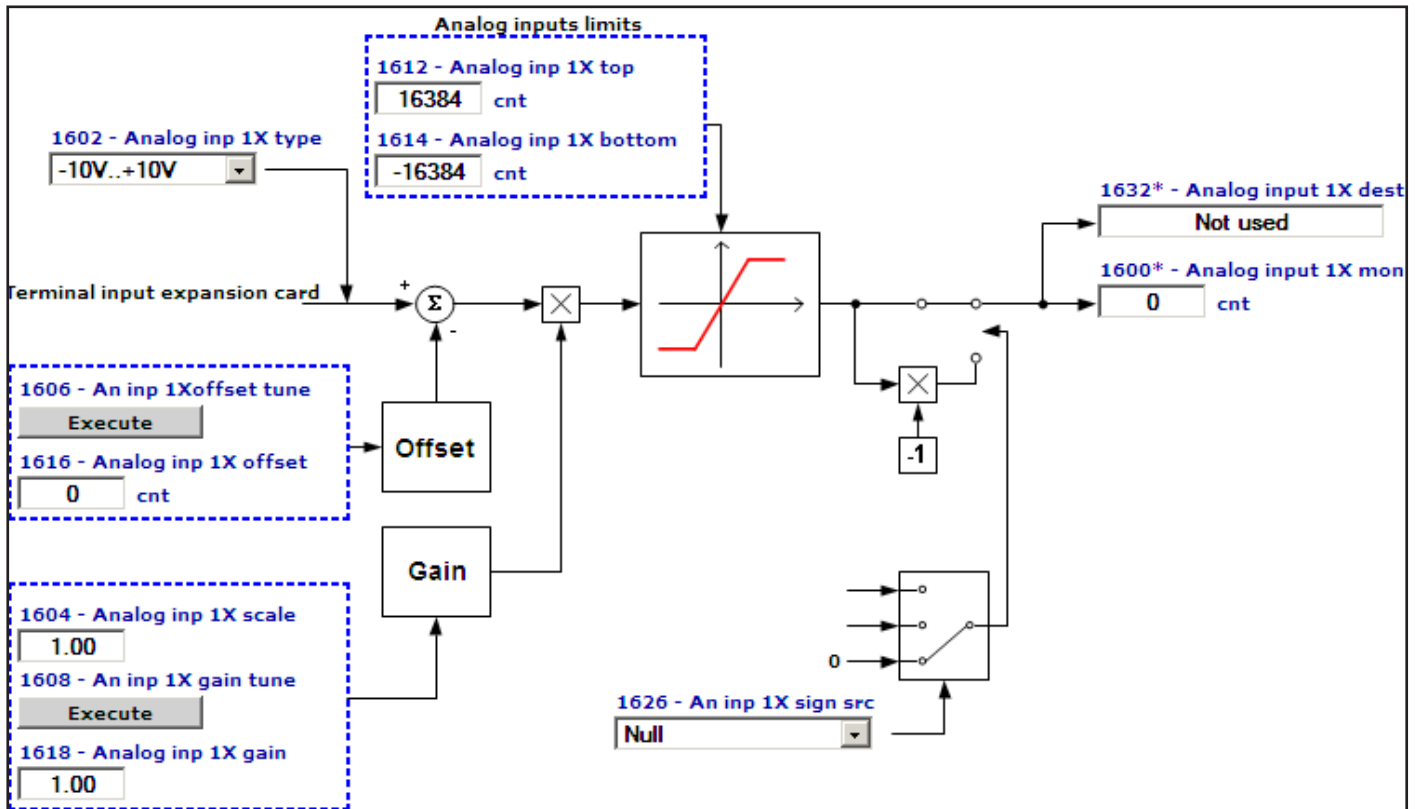 Analog inputs limits
1612 - Analog inp 1X top
16384 cnt
1614 - Analog inp 1X bottom
-16384 cnt
1602 - Analog inp 1X type
-10V..+10V
1632* - Analog input 1X dest
Not used
1600* - Analog input 1X mon
0 cnt
Terminal input expansion card
+
Σ
-
1606 - An inp 1Xoffset tune
Execute
1616 - Analog inp 1X offset
0 cnt
Offset
-1
Gain
1604 - Analog inp 1X scale
1.00
1608 - An inp 1X gain tune
Execute
1618 - Analog inp 1X gain
1.00
0
1626 - An inp 1X sign src
Null